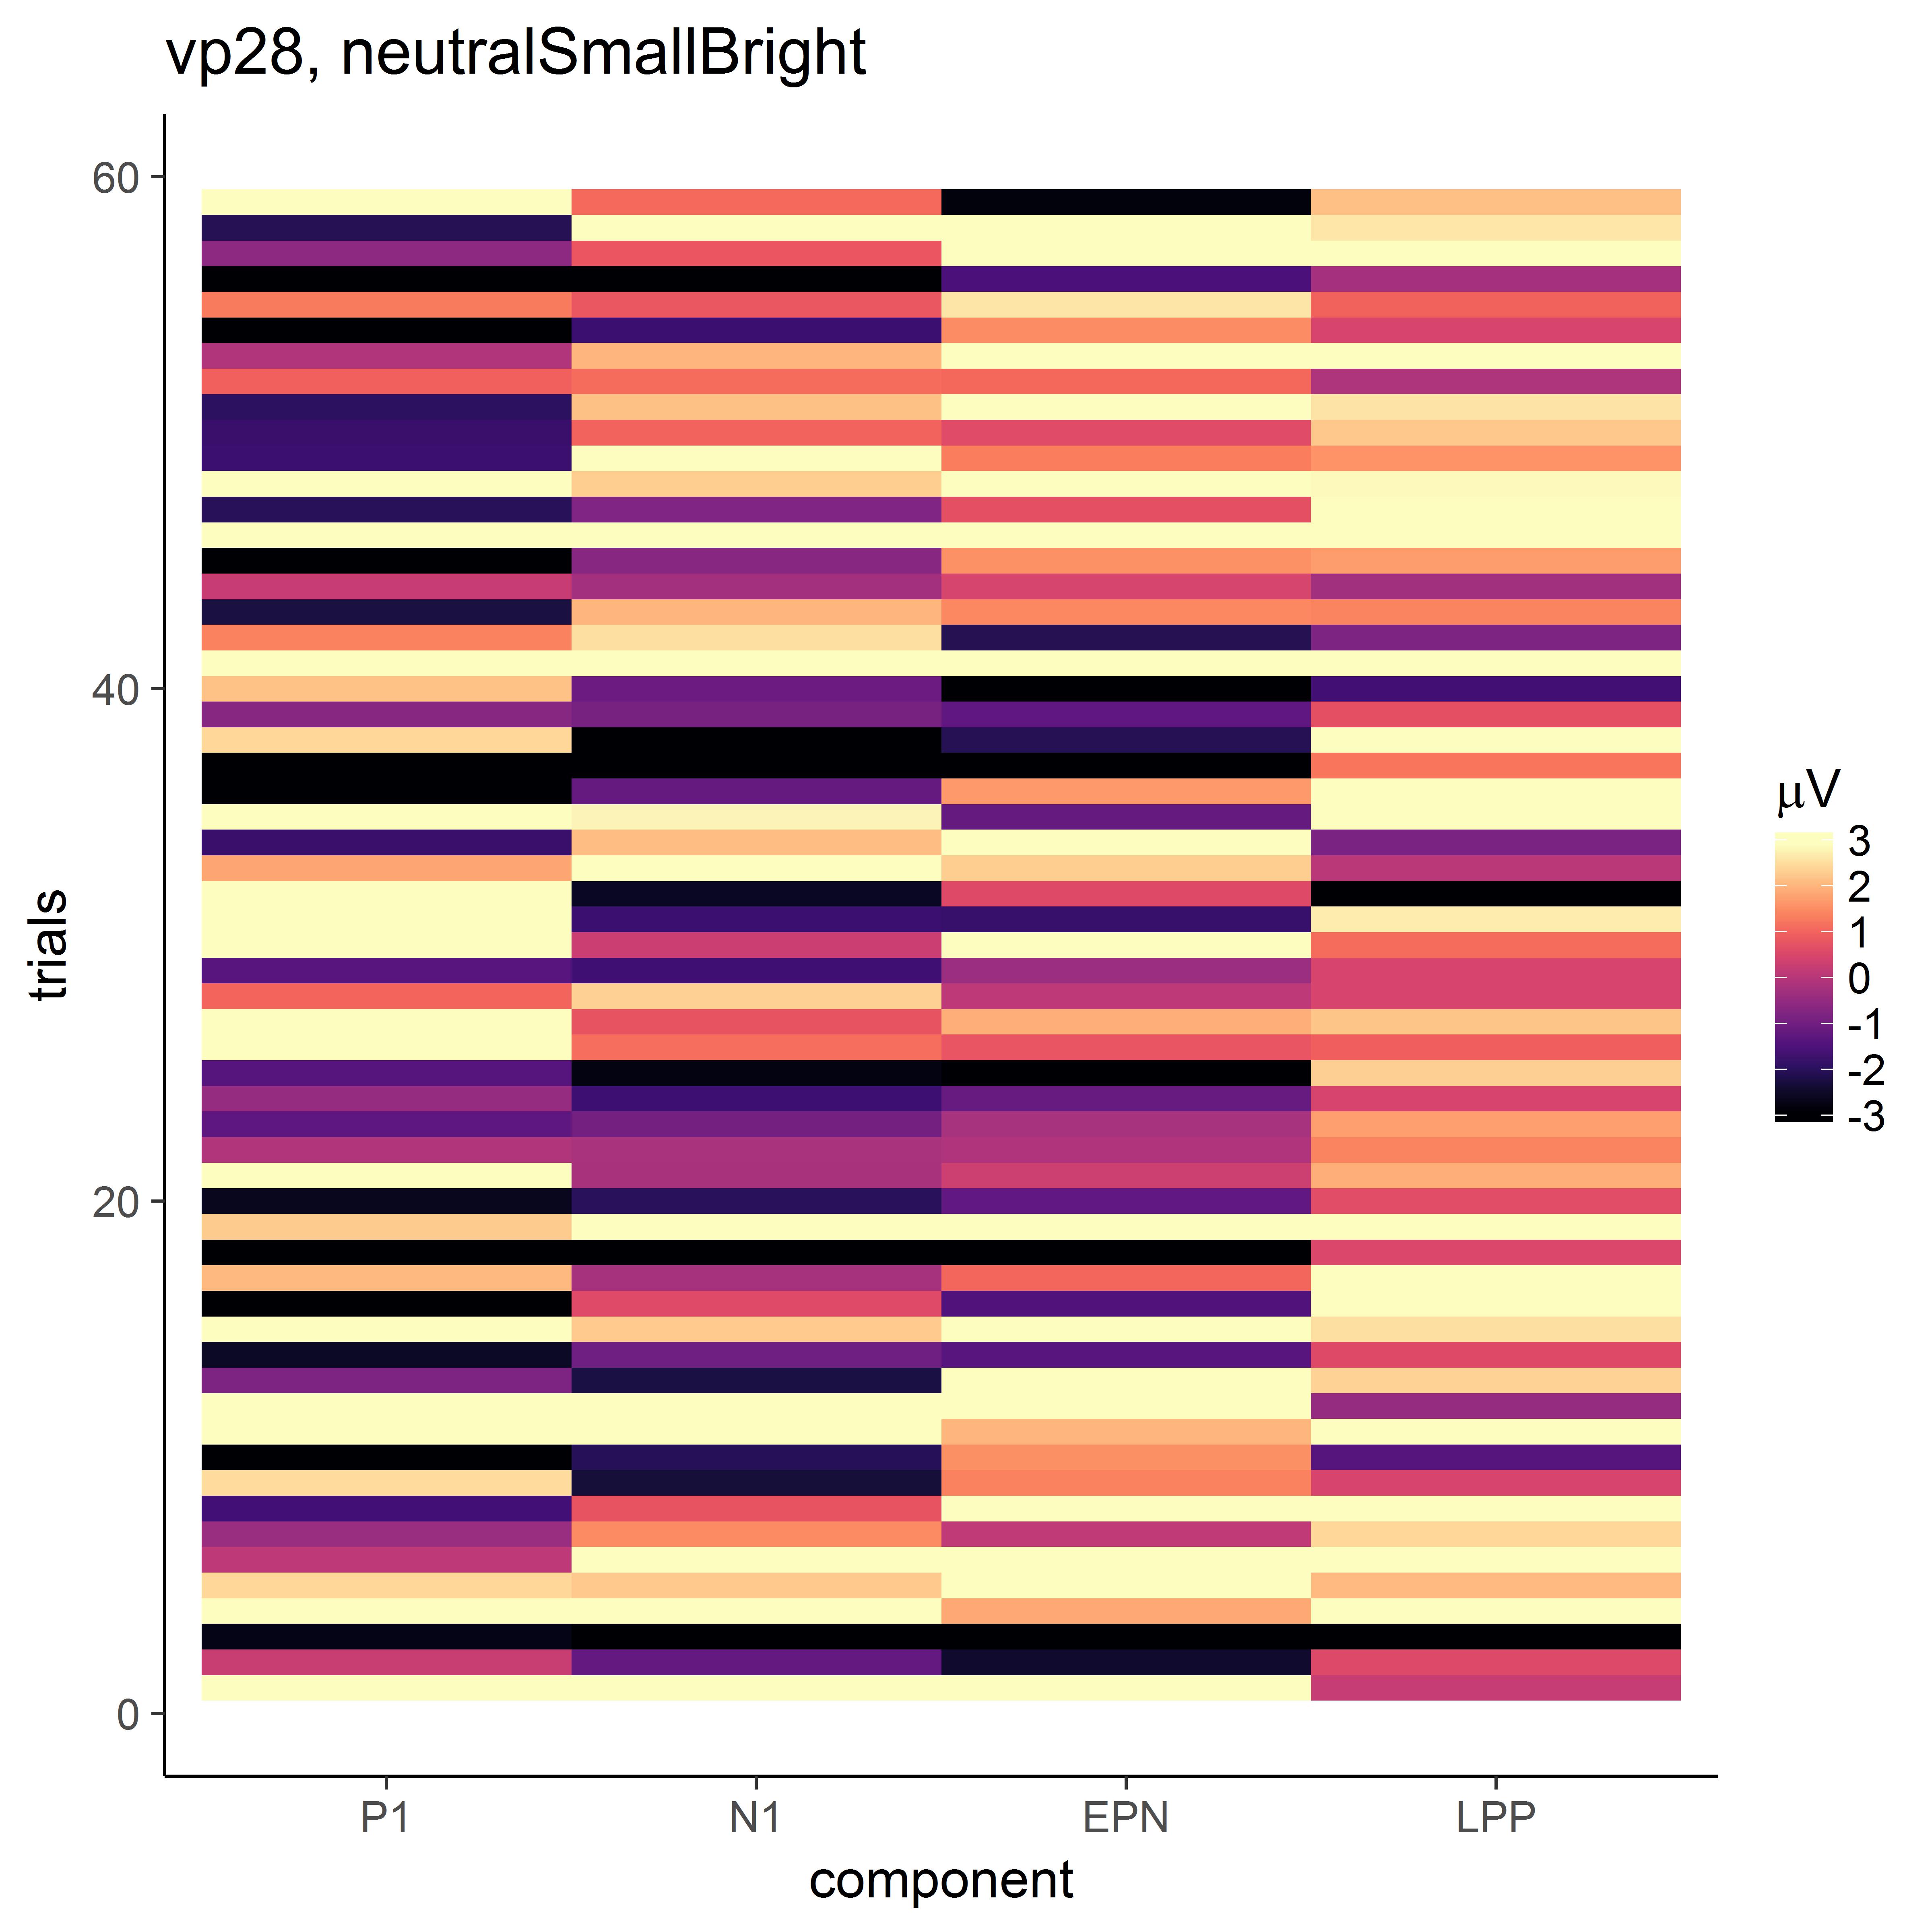 vp28, neutralSmallBright
60
40
20
0
trials
P1 N1 EPN LPP
component
μV
3
2
1
0
-1
-2
-3